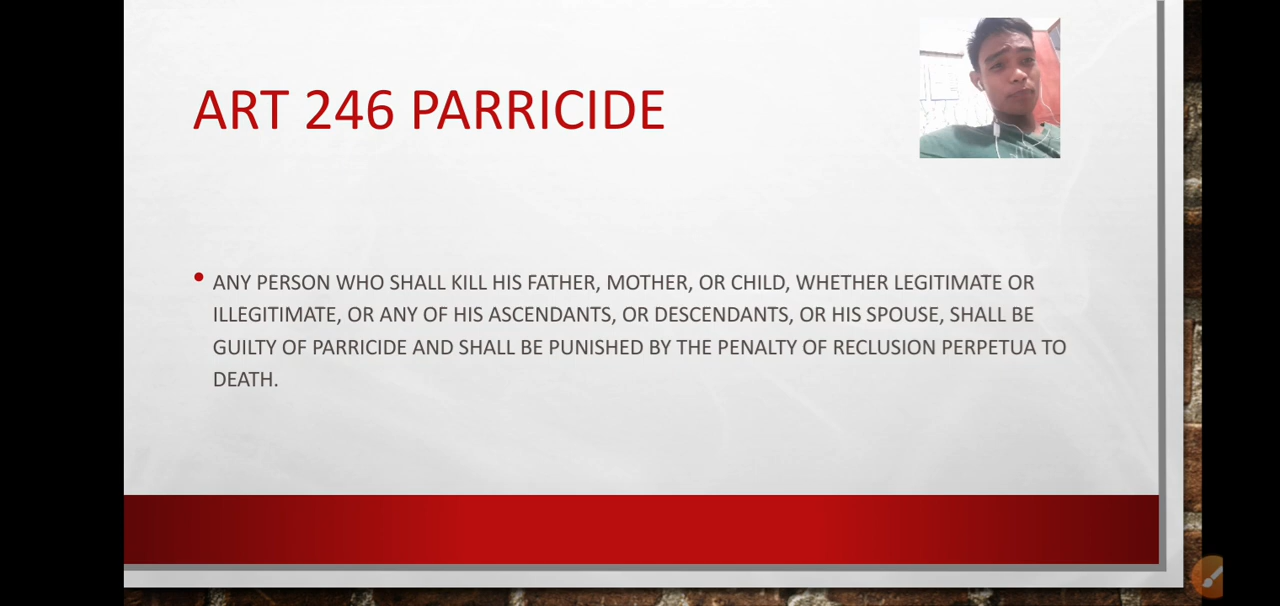 ART 246 PARRICIDE
• ANY PERSON WHO SHALL KILL HIS FATHER, MOTHER, OR CHILD, WHETHER LEGITIMATE OR
ILLEGITIMATE, OR ANY OF HIS ASCENDANTS, OR DESCENDANTS, OR HIS SPOUSE, SHALL BE
GUILTY OF PARRICIDE AND SHALL BE PUNISHED BY THE PENALTY OF RECLUSION PERPETUA TO
DEATH.